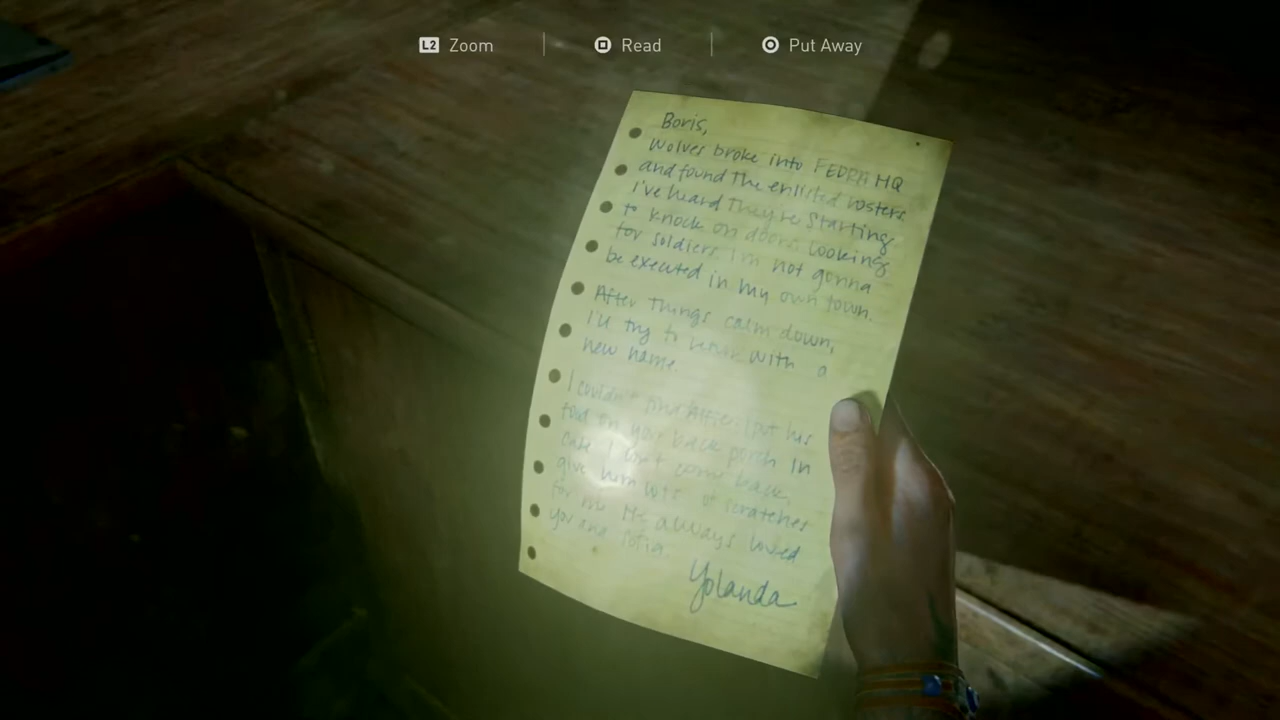 L2 Zoom
Read
Put Away
Boris,
Wolves broke into FEDRA HQ
and found the enlisted rosters.
I've heard they're starting
to knock on doors looking
for soldiers. I'm not gonna
be executed in my own town.
After things calm down,
I'll try to return with a
new name.
I couldn't find After. I put his
food on your back porch in
case I don't come back.
give him lots of scratches
for me. He always loved
you and Sofia.
Yolanda